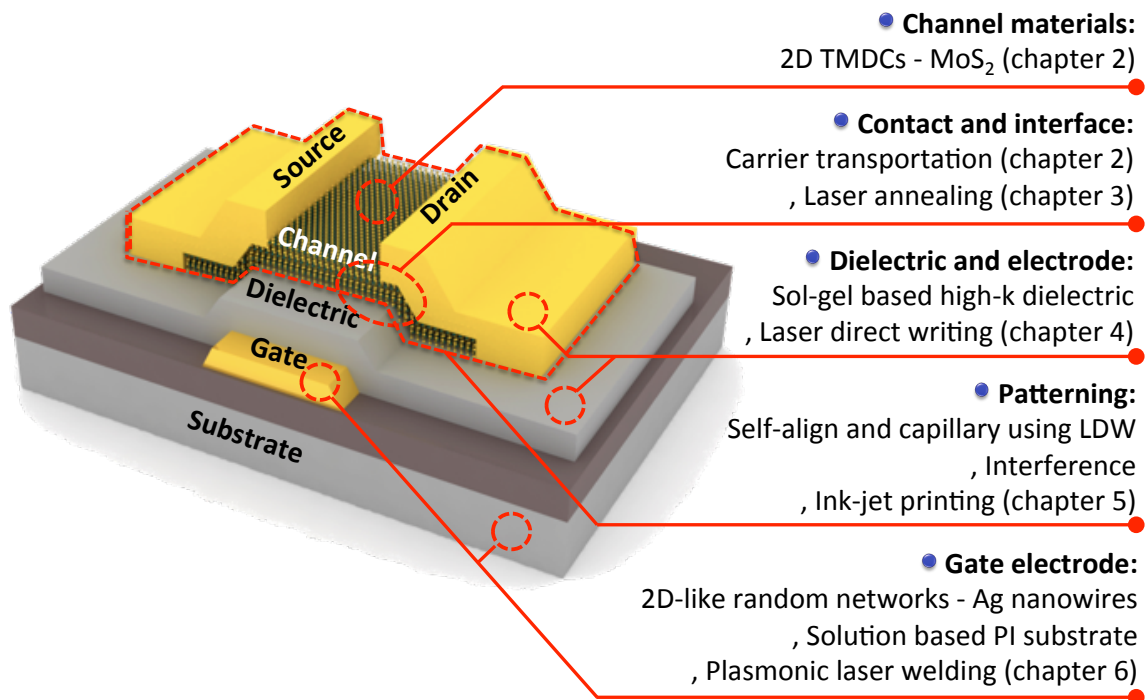 Channel materials:
2D TMDCs - MoS₂ (chapter 2)
Contact and interface:
Carrier transportation (chapter 2)
, Laser annealing (chapter 3)
Dielectric and electrode:
Sol-gel based high-k dielectric
, Laser direct writing (chapter 4)
Patterning:
Self-align and capillary using LDW
, Interference
, Ink-jet printing (chapter 5)
Gate electrode:
2D-like random networks - Ag nanowires
, Solution based PI substrate
, Plasmonic laser welding (chapter 6)
Source
Drain
Channel
Dielectric
Gate
Substrate